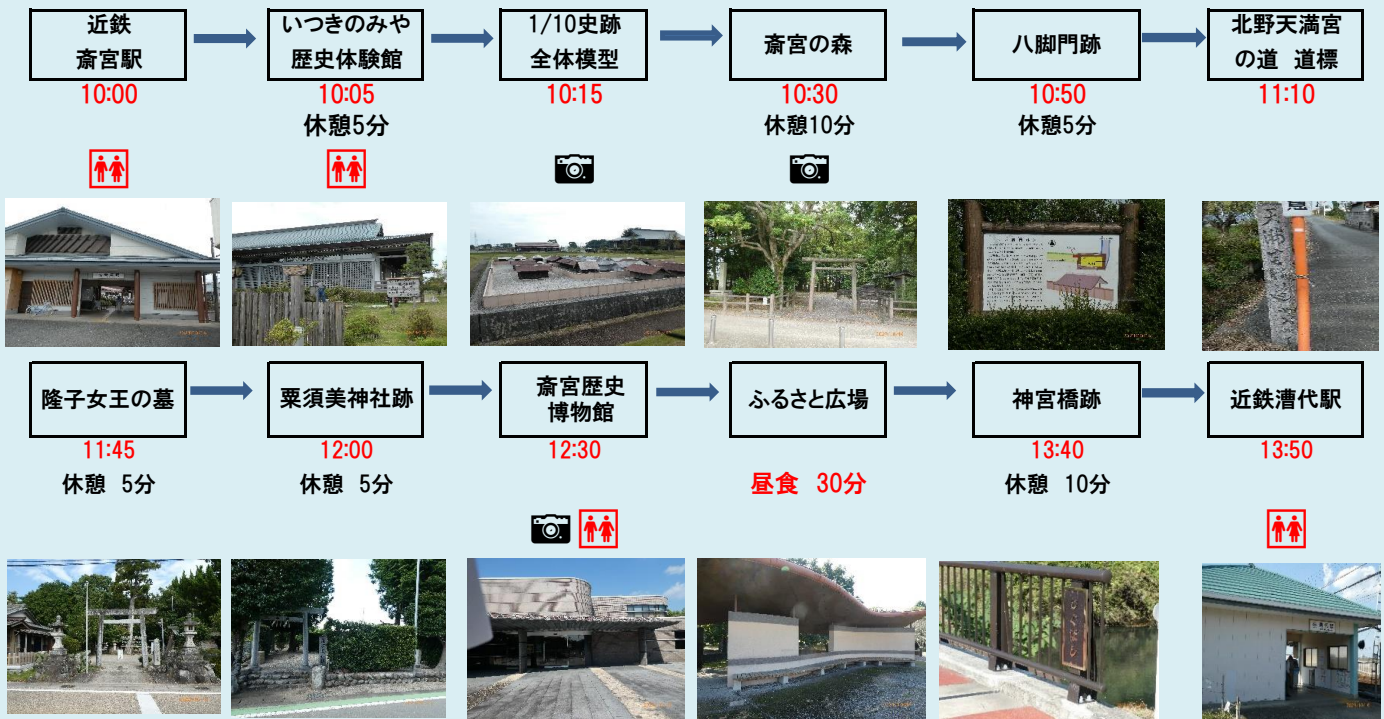 近鉄
斎宮駅
いつきのみや
歴史体験館
1/10史跡
全体模型
斎宮の森
八脚門跡
北野天満宮
の道 道標
10:00
10:05
10:15
10:30
10:50
11:10
休憩5分
休憩10分
休憩5分
隆子女王の墓
粟須美神社跡
斎宮歴史
博物館
ふるさと広場
神宮橋跡
近鉄漕代駅
11:45
12:00
12:30
13:40
13:50
休憩 5分
休憩 5分
昼食 30分
休憩 10分